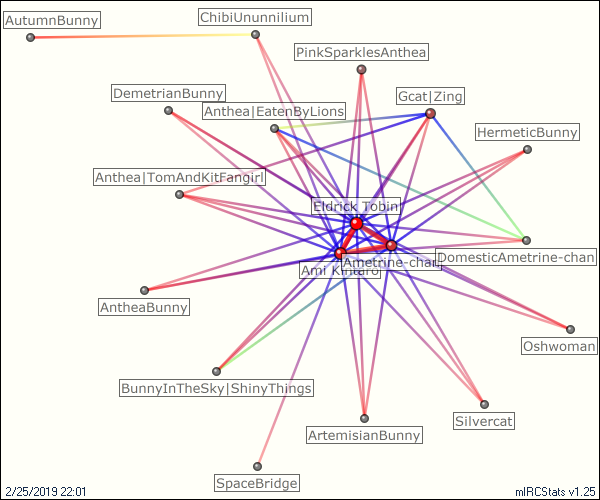 AutumnBunny
ChibiUnunnilium
PinkSparklesAnthea
DemetrianBunny
Gcat|Zing
Anthea|EatenByLions
HermeticBunny
Anthea|TomAndKitFangirl
Eldrick Tobin
DomesticAmetrine-chan
Ametrine-chan
Ami Kintaro
AntheaBunny
Oshwoman
BunnyInTheSky|ShinyThings
Silvercat
ArtemisianBunny
SpaceBridge
2/25/2019 22:01
mIRCStats v1.25